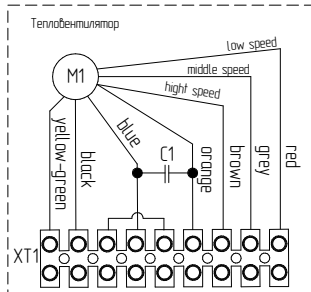 Тепловентилятор
low speed
M1
middle speed
hight speed
yellow-green
black
blue
C1
orange
brown
grey
red
XT1